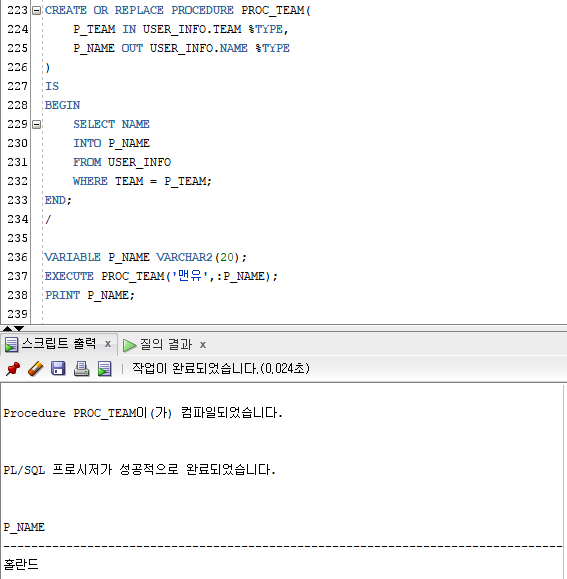 223 CREATE OR REPLACE PROCEDURE PROC_TEAM(
224     P_TEAM IN USER_INFO.TEAM %TYPE,
225     P_NAME OUT USER_INFO.NAME %TYPE
226 )
227 IS
228 BEGIN
229     SELECT NAME
230     INTO P_NAME
231     FROM USER_INFO
232     WHERE TEAM = P_TEAM;
233 END;
234 /
235
236 VARIABLE P_NAME VARCHAR2(20);
237 EXECUTE PROC_TEAM('맨유',:P_NAME);
238 PRINT P_NAME;
239
스크립트 출력 x 질의 결과 x
작업이 완료되었습니다.(0,024초)
Procedure PROC_TEAM이(가) 컴파일되었습니다.
PL/SQL 프로시저가 성공적으로 완료되었습니다.
P_NAME
--------------------------------------------------------------------------------
홀란드